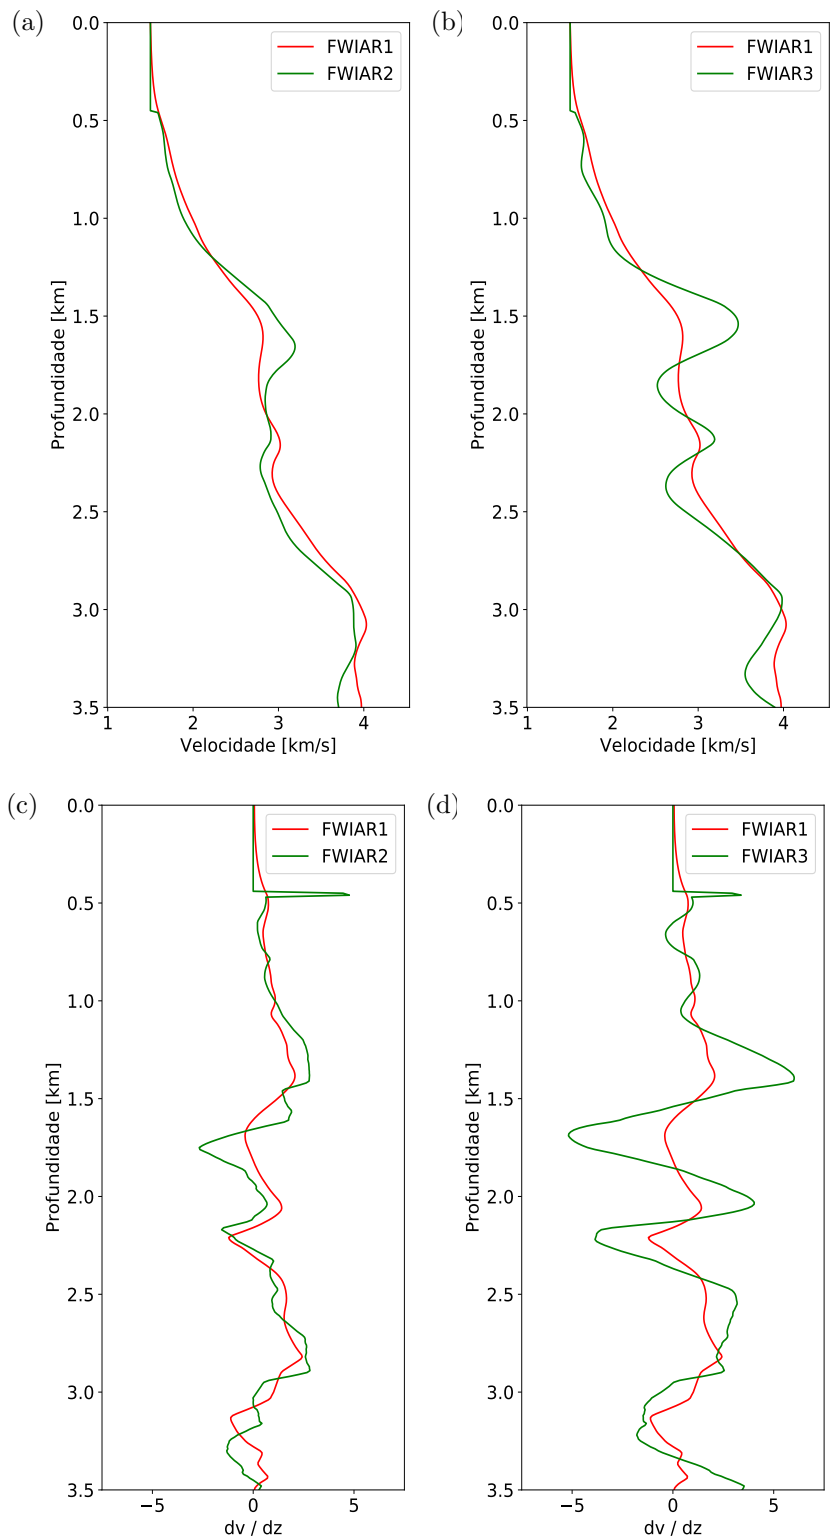 (a)
(b)
0.0
0.5
1.0
1.5
2.0
2.5
3.0
3.5
Profundidade [km]
1
2
3
4
Velocidade [km/s]
FWIAR1
FWIAR2
0.0
0.5
1.0
1.5
2.0
2.5
3.0
3.5
Profundidade [km]
1
2
3
4
Velocidade [km/s]
FWIAR1
FWIAR3
(c)
(d)
0.0
0.5
1.0
1.5
2.0
2.5
3.0
3.5
Profundidade [km]
−5
0
5
dv / dz
FWIAR1
FWIAR2
0.0
0.5
1.0
1.5
2.0
2.5
3.0
3.5
Profundidade [km]
−5
0
5
dv / dz
FWIAR1
FWIAR3